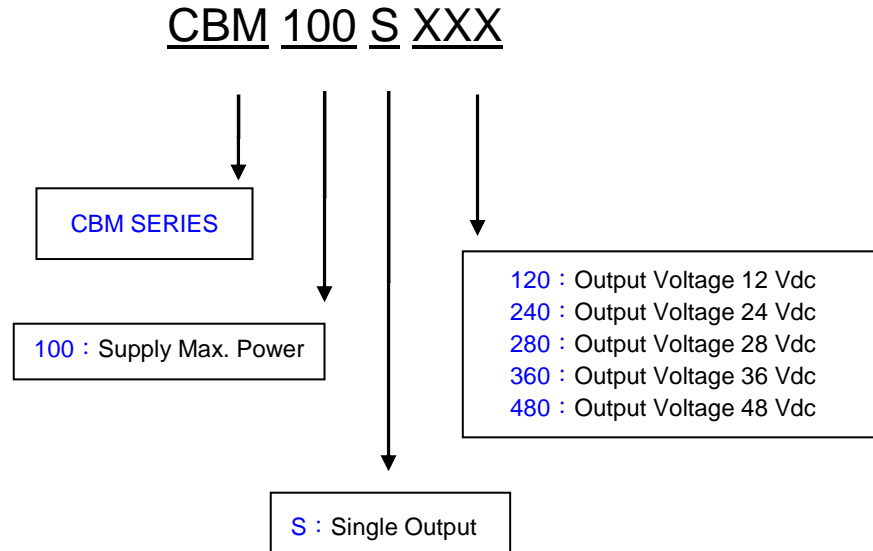 CBM 100 S XXX
CBM SERIES
100：Supply Max. Power
S：Single Output
120：Output Voltage 12 Vdc
240：Output Voltage 24 Vdc
280：Output Voltage 28 Vdc
360：Output Voltage 36 Vdc
480：Output Voltage 48 Vdc